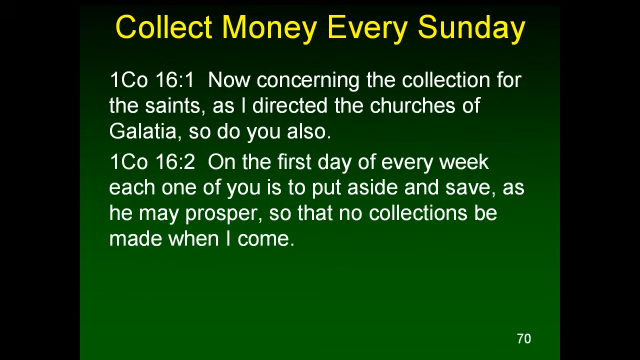 Collect Money Every Sunday
1Co 16:1  Now concerning the collection for
the saints, as I directed the churches of
Galatia, so do you also.
1Co 16:2  On the first day of every week
each one of you is to put aside and save, as
he may prosper, so that no collections be
made when I come.
70